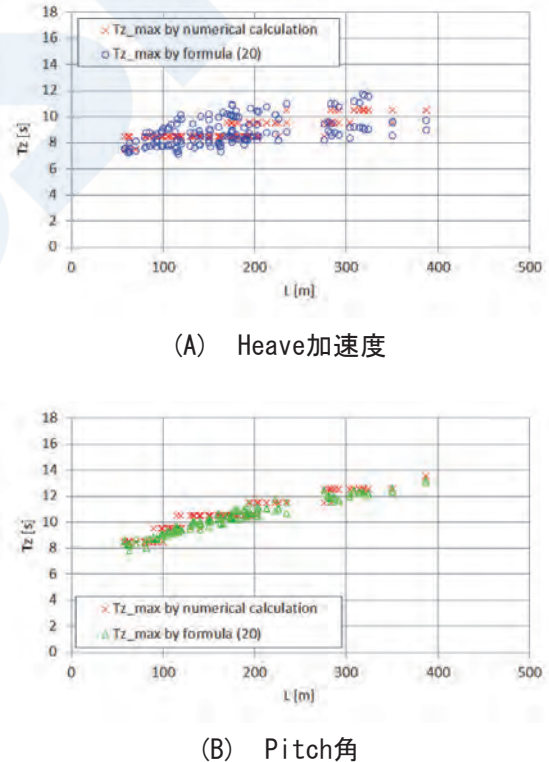 18
16
14
12
10
8
6
4
2
0
Tz [s]
× Tz_max by numerical calculation
○ Tz_max by formula (20)
0 100 200 300 400 500
L [m]
(A) Heave加速度
18
16
14
12
10
8
6
4
2
0
Tz [s]
× Tz_max by numerical calculation
△ Tz_max by formula (20)
0 100 200 300 400 500
L [m]
(B) Pitch角